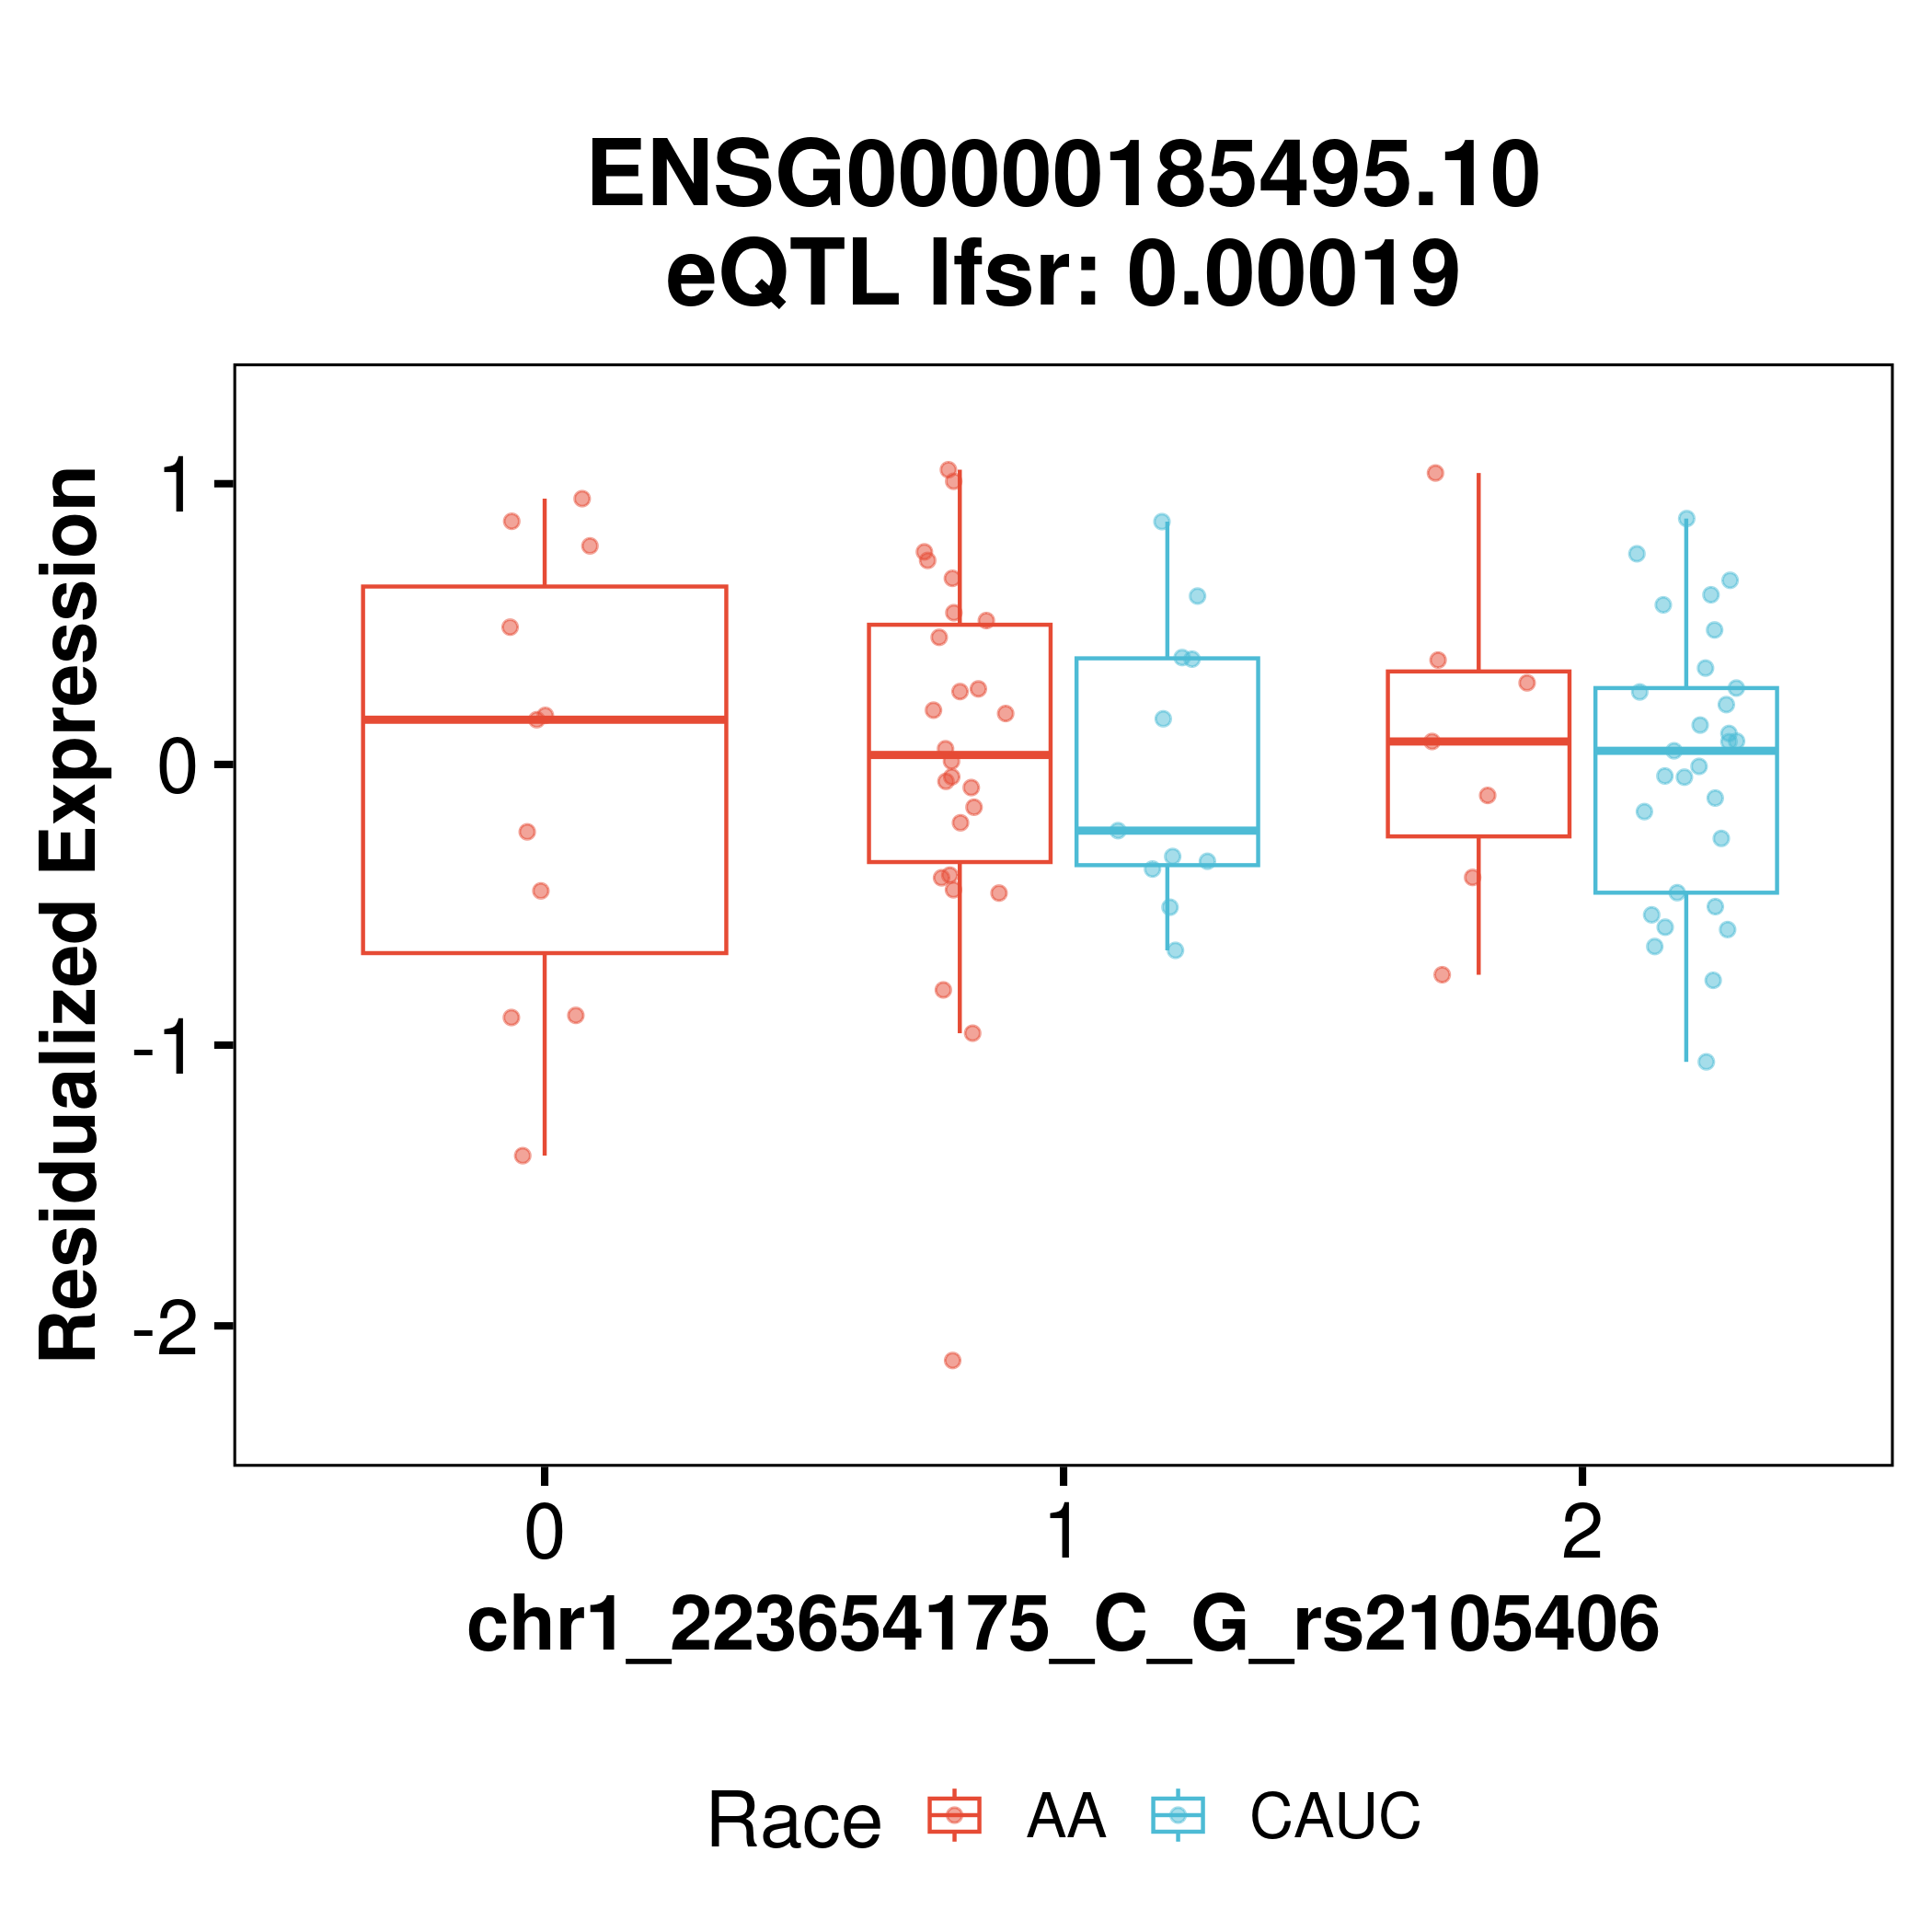 ENSG00000185495.10
eQTL lfsr: 0.00019
Residualized Expression
1
0
-1
-2
0 1 2
chr1_223654175_C_G_rs2105406
Race AA CAUC